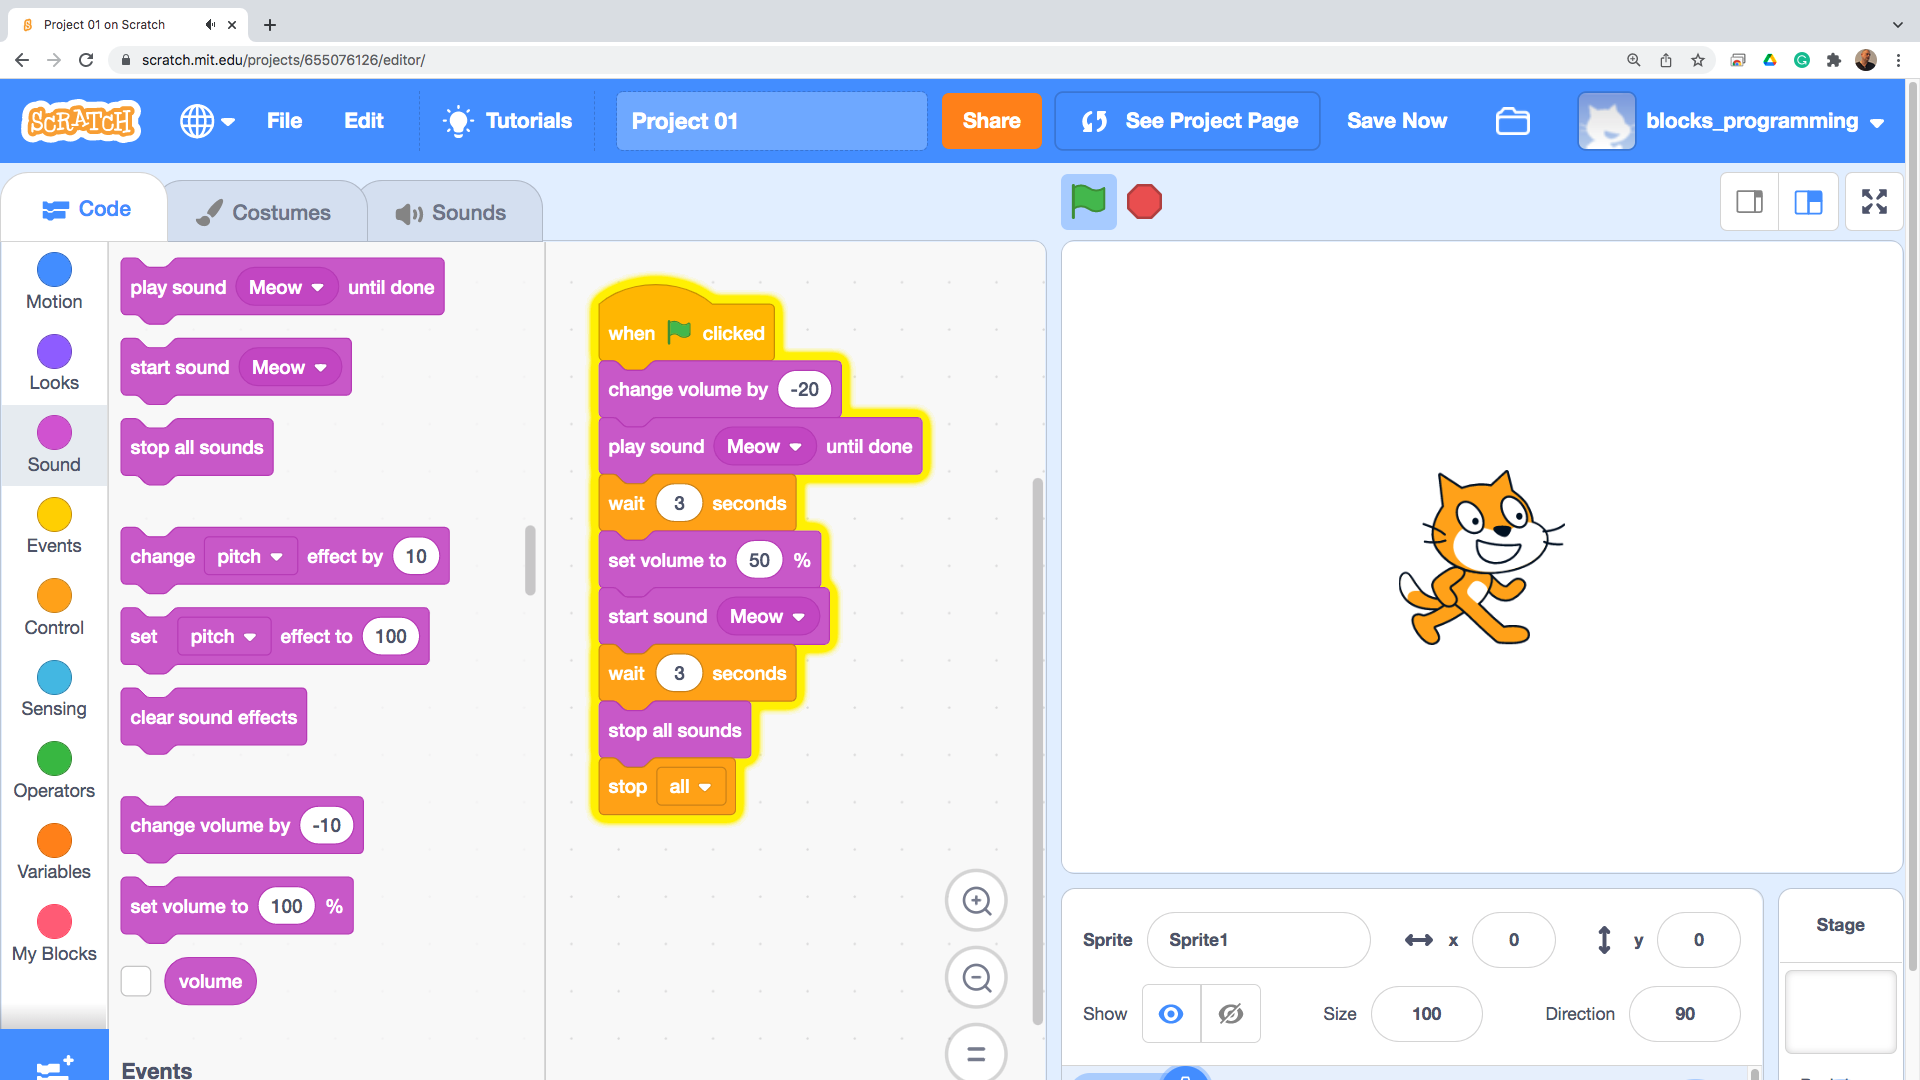 Project 01 on Scratch
scratch.mit.edu/projects/655076126/editor/
SCRATCH
File
Edit
Tutorials
Project 01
Share
See Project Page
Save Now
blocks_programming
Code
Costumes
Sounds
Motion
Looks
Sound
Events
Control
Sensing
Operators
Variables
My Blocks
play sound Meow until done
start sound Meow
stop all sounds
change pitch effect by 10
set pitch effect to 100
clear sound effects
change volume by -10
set volume to 100 %
volume
Events
when clicked
change volume by -20
play sound Meow until done
wait 3 seconds
set volume to 50 %
start sound Meow
wait 3 seconds
stop all sounds
stop all
Sprite Sprite1 x 0 y 0
Show Size 100 Direction 90
Stage